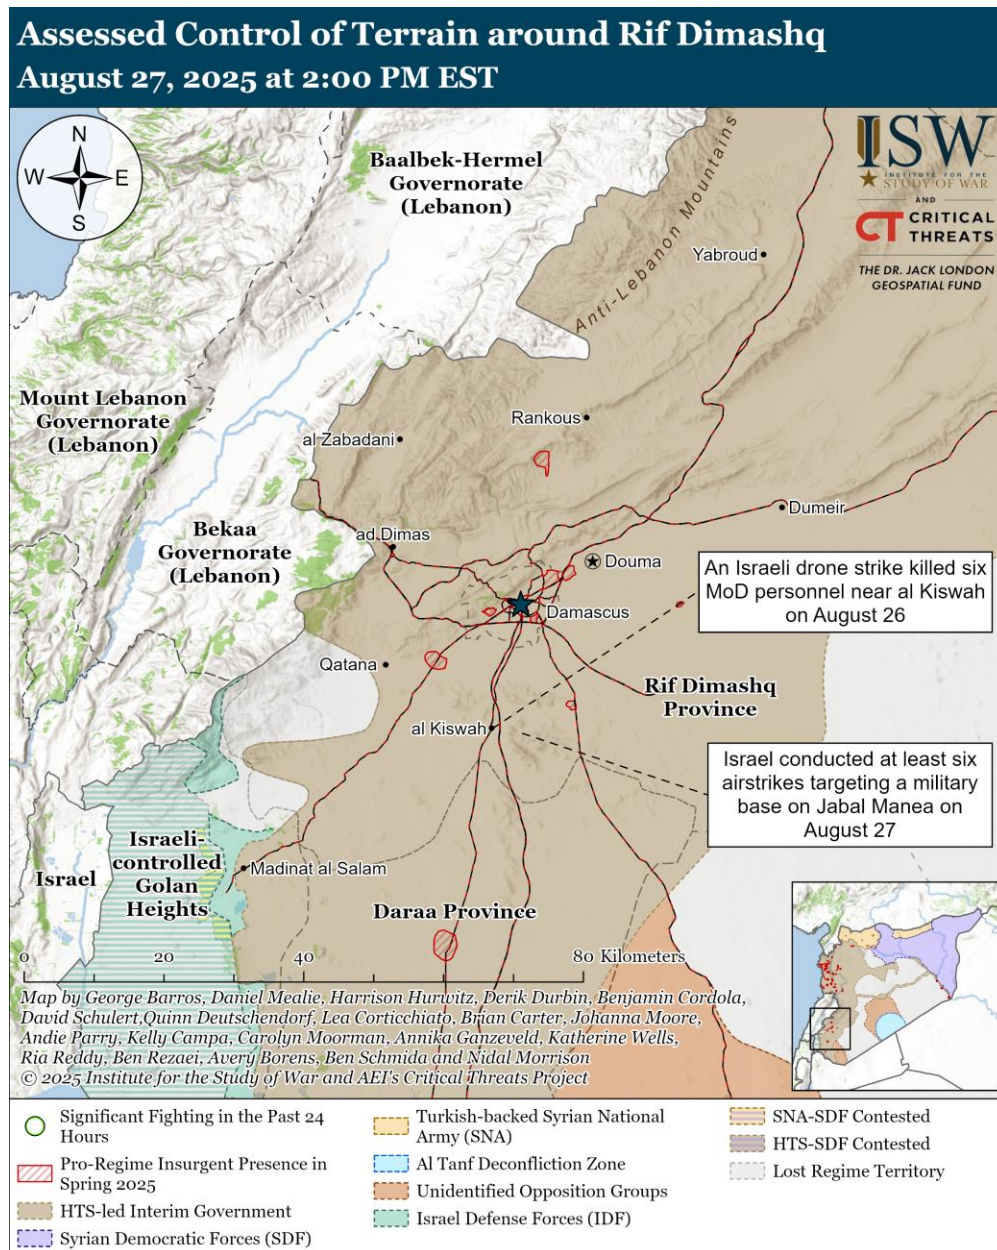 Assessed Control of Terrain around Rif Dimashq
August 27, 2025 at 2:00 PM EST
N
W
E
S
Baalbek-Hermel
Governorate
(Lebanon)
Anti-Lebanon Mountains
ISW
INSTITUTE FOR THE
STUDY OF WAR
AND
CT CRITICAL
THREATS
THE DR. JACK LONDON
GEOSPATIAL FUND
Yabroud
Mount Lebanon
Governorate
(Lebanon)
Rankous
al Zabadani
Dumeir
Bekaa
Governorate
(Lebanon)
ad Dimas
Douma
An Israeli drone strike killed six
MoD personnel near al Kiswah
on August 26
Damascus
Qatana
Rif Dimashq
Province
al Kiswah
Israel conducted at least six
airstrikes targeting a military
base on Jabal Manea on
August 27
Israeli-
controlled
Golan
Heights
Israel
Madinat al Salam
Daraa Province
0
20
40
80 Kilometers
Map by George Barros, Daniel Mealie, Harrison Hurwitz, Derik Durbin, Benjamin Cordola,
David Schulert,Quinn Deutschendorf, Lea Corticchiato, Brian Carter, Johanna Moore,
Andie Parry, Kelly Campa, Carolyn Moorman, Annika Ganzeveld, Katherine Wells,
Ria Reddy, Ben Rezaei, Avery Borens, Ben Schmida and Nidal Morrison
© 2025 Institute for the Study of War and AEI's Critical Threats Project
Significant Fighting in the Past 24
Hours
Pro-Regime Insurgent Presence in
Spring 2025
HTS-led Interim Government
Syrian Democratic Forces (SDF)
Turkish-backed Syrian National
Army (SNA)
Al Tanf Deconfliction Zone
Unidentified Opposition Groups
Israel Defense Forces (IDF)
SNA-SDF Contested
HTS-SDF Contested
Lost Regime Territory